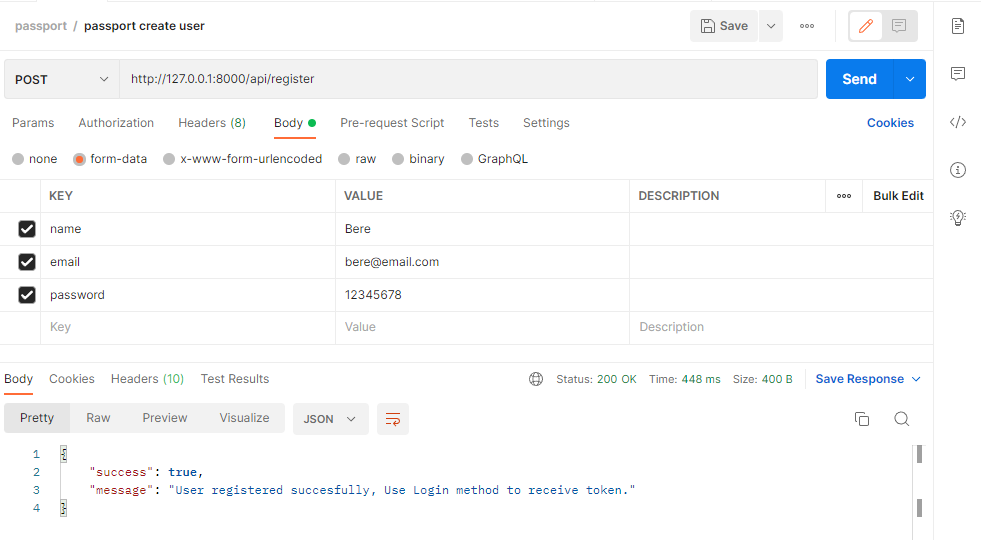 passport / passport create user Save
POST http://127.0.0.1:8000/api/register Send
Params Authorization Headers (8) Body Pre-request Script Tests Settings Cookies
none form-data x-www-form-urlencoded raw binary GraphQL
KEY VALUE DESCRIPTION Bulk Edit
name Bere
email bere@email.com
password 12345678
Key Value Description
Body Cookies Headers (10) Test Results Status: 200 OK Time: 448 ms Size: 400 B Save Response
Pretty Raw Preview Visualize JSON
1 {
2 "success": true,
3 "message": "User registered succesfully, Use Login method to receive token."
4 }